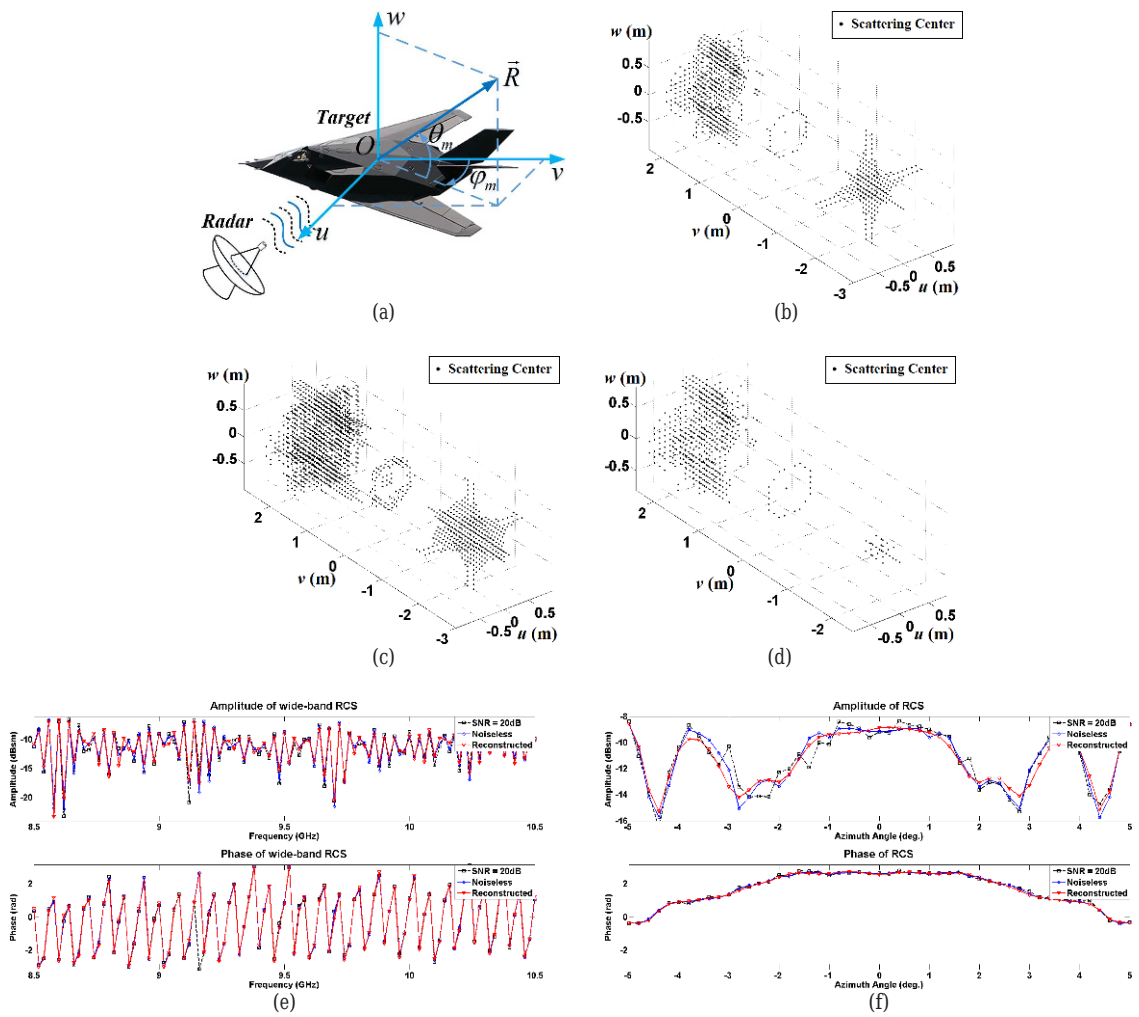 w
R
Target
O
θm
v
φm
Radar
u
(a)
• Scattering Center
w (m)
0.5
0
-0.5
2
1
0
-1
-2
-3
v (m)
-0.5
0
0.5
u (m)
(b)
• Scattering Center
w (m)
0.5
0
-0.5
2
1
0
-1
-2
-3
v (m)
-0.5
0
0.5
u (m)
(c)
• Scattering Center
w (m)
0.5
0
-0.5
2
1
0
-1
-2
v (m)
-0.5
0
0.5
u (m)
(d)
Amplitude of wide-band RCS
SNR = 20dB
Noiseless
Reconstructed
Amplitude (dBsm)
-10
-15
-20
8.5 9 9.5 10 10.5
Frequency (GHz)
Phase of wide-band RCS
SNR = 20dB
Noiseless
Reconstructed
Phase (rad)
2
0
-2
8.5 9 9.5 10 10.5
Frequency (GHz)
(e)
Amplitude of RCS
SNR = 20dB
Noiseless
Reconstructed
Amplitude (dBsm)
-8
-10
-12
-14
-16
-5 -4 -3 -2 -1 0 1 2 3 4 5
Azimuth Angle (deg.)
Phase of RCS
SNR = 20dB
Noiseless
Reconstructed
Phase (rad)
2
0
-2
-5 -4 -3 -2 -1 0 1 2 3 4 5
Azimuth Angle (deg.)
(f)